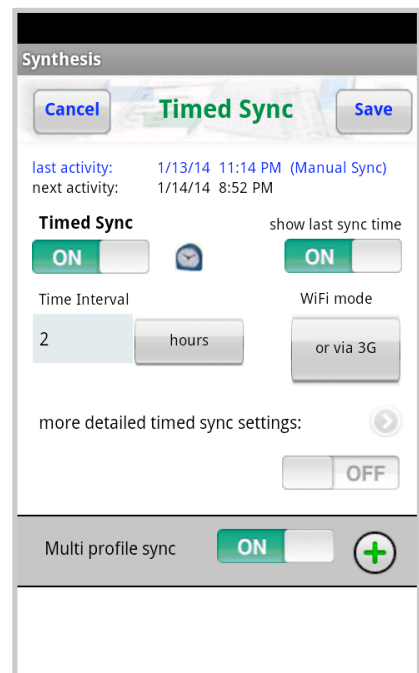 Synthesis
Cancel Timed Sync Save
last activity: 1/13/14 11:14 PM (Manual Sync)
next activity: 1/14/14 8:52 PM
Timed Sync show last sync time
ON ON
Time Interval WiFi mode
2 hours or via 3G
more detailed timed sync settings:
OFF
Multi profile sync ON